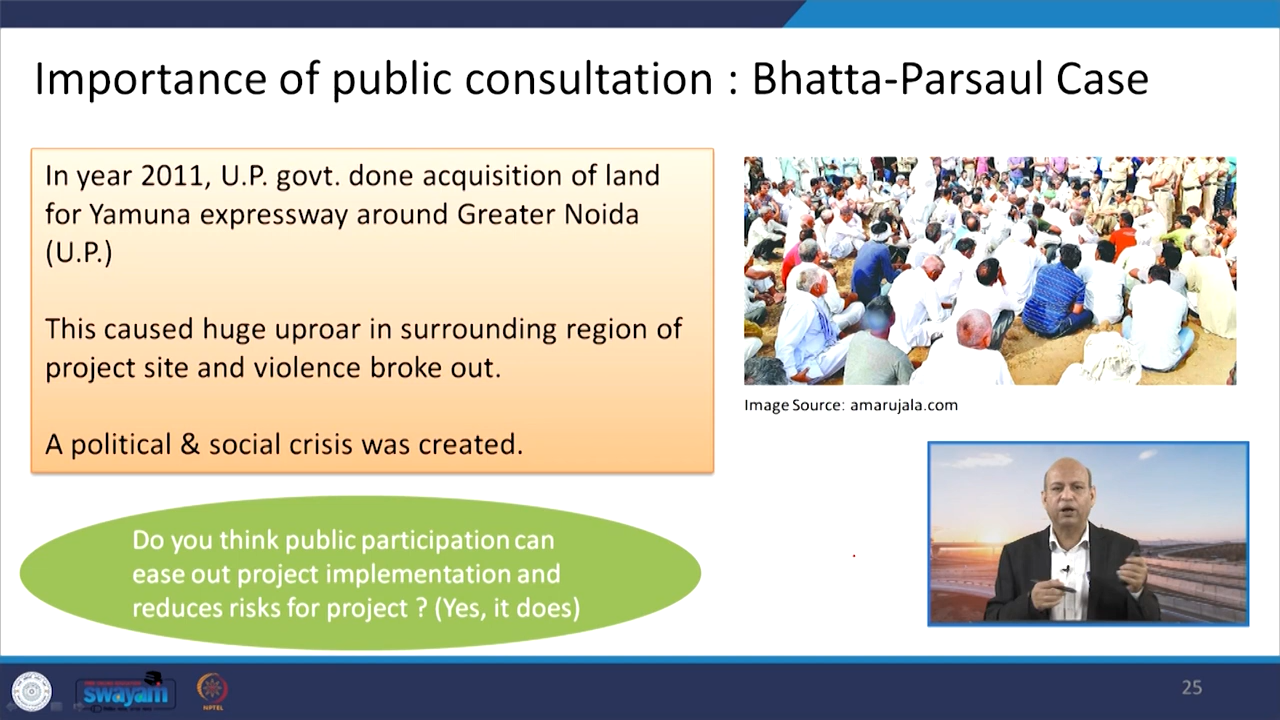 Importance of public consultation : Bhatta-Parsaul Case
In year 2011, U.P. govt. done acquisition of land
for Yamuna expressway around Greater Noida
(U.P.)
This caused huge uproar in surrounding region of
project site and violence broke out.
A political & social crisis was created.
Image Source: amarujala.com
Do you think public participation can
ease out project implementation and
reduces risks for project ? (Yes, it does)
swayam
NPTEL
25